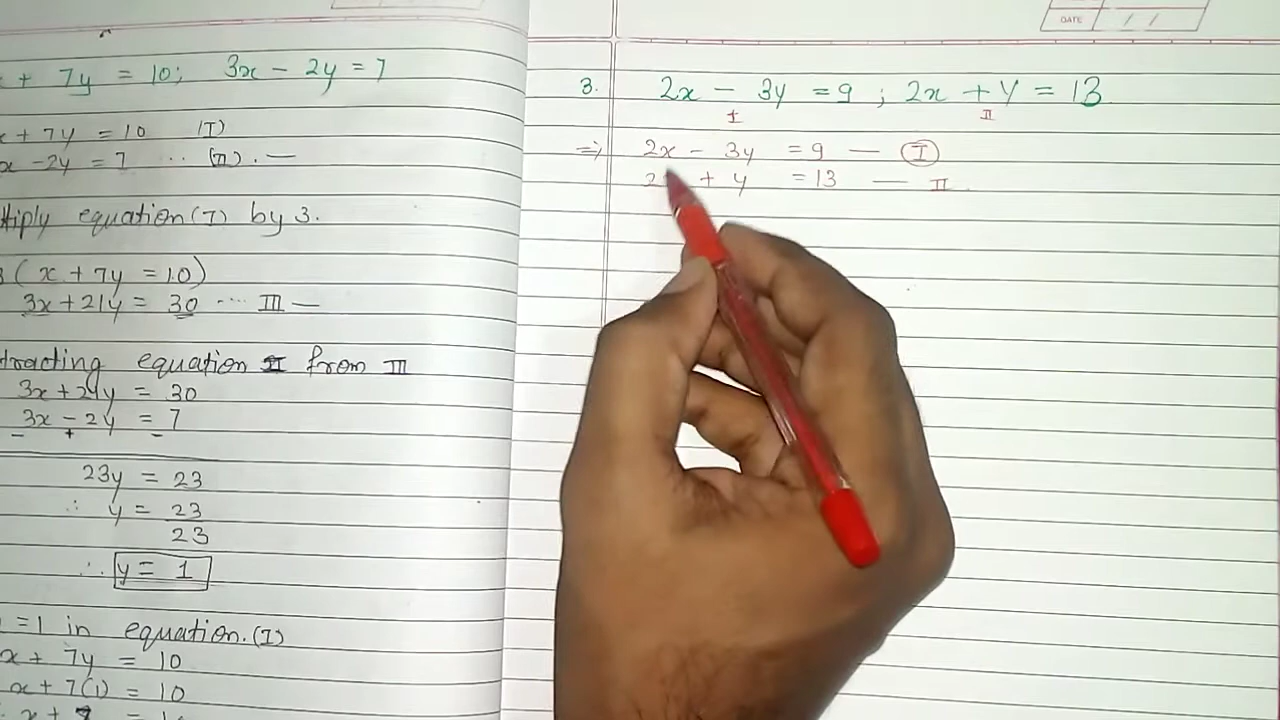 + 7y = 10; 3x - 2y = 7
x + 7y = 10 (I)
x - 2y = 7 .. (II). —
tiply equation (I) by 3.
3 (x + 7y = 10)
3x + 21y = 30 .... III —
tracting equation II from III
3x + 21y = 30
3x - 2y = 7
- + -
23y = 23
∴ y = 23
23
∴ y = 1
=1 in equation. (I)
x + 7y = 10
x + 7(1) = 10
x + 7 =
DATE / /
3. 2x - 3y = 9 ; 2x + y = 13
I II
=> 2x - 3y = 9 — I
2 + y = 13 — II